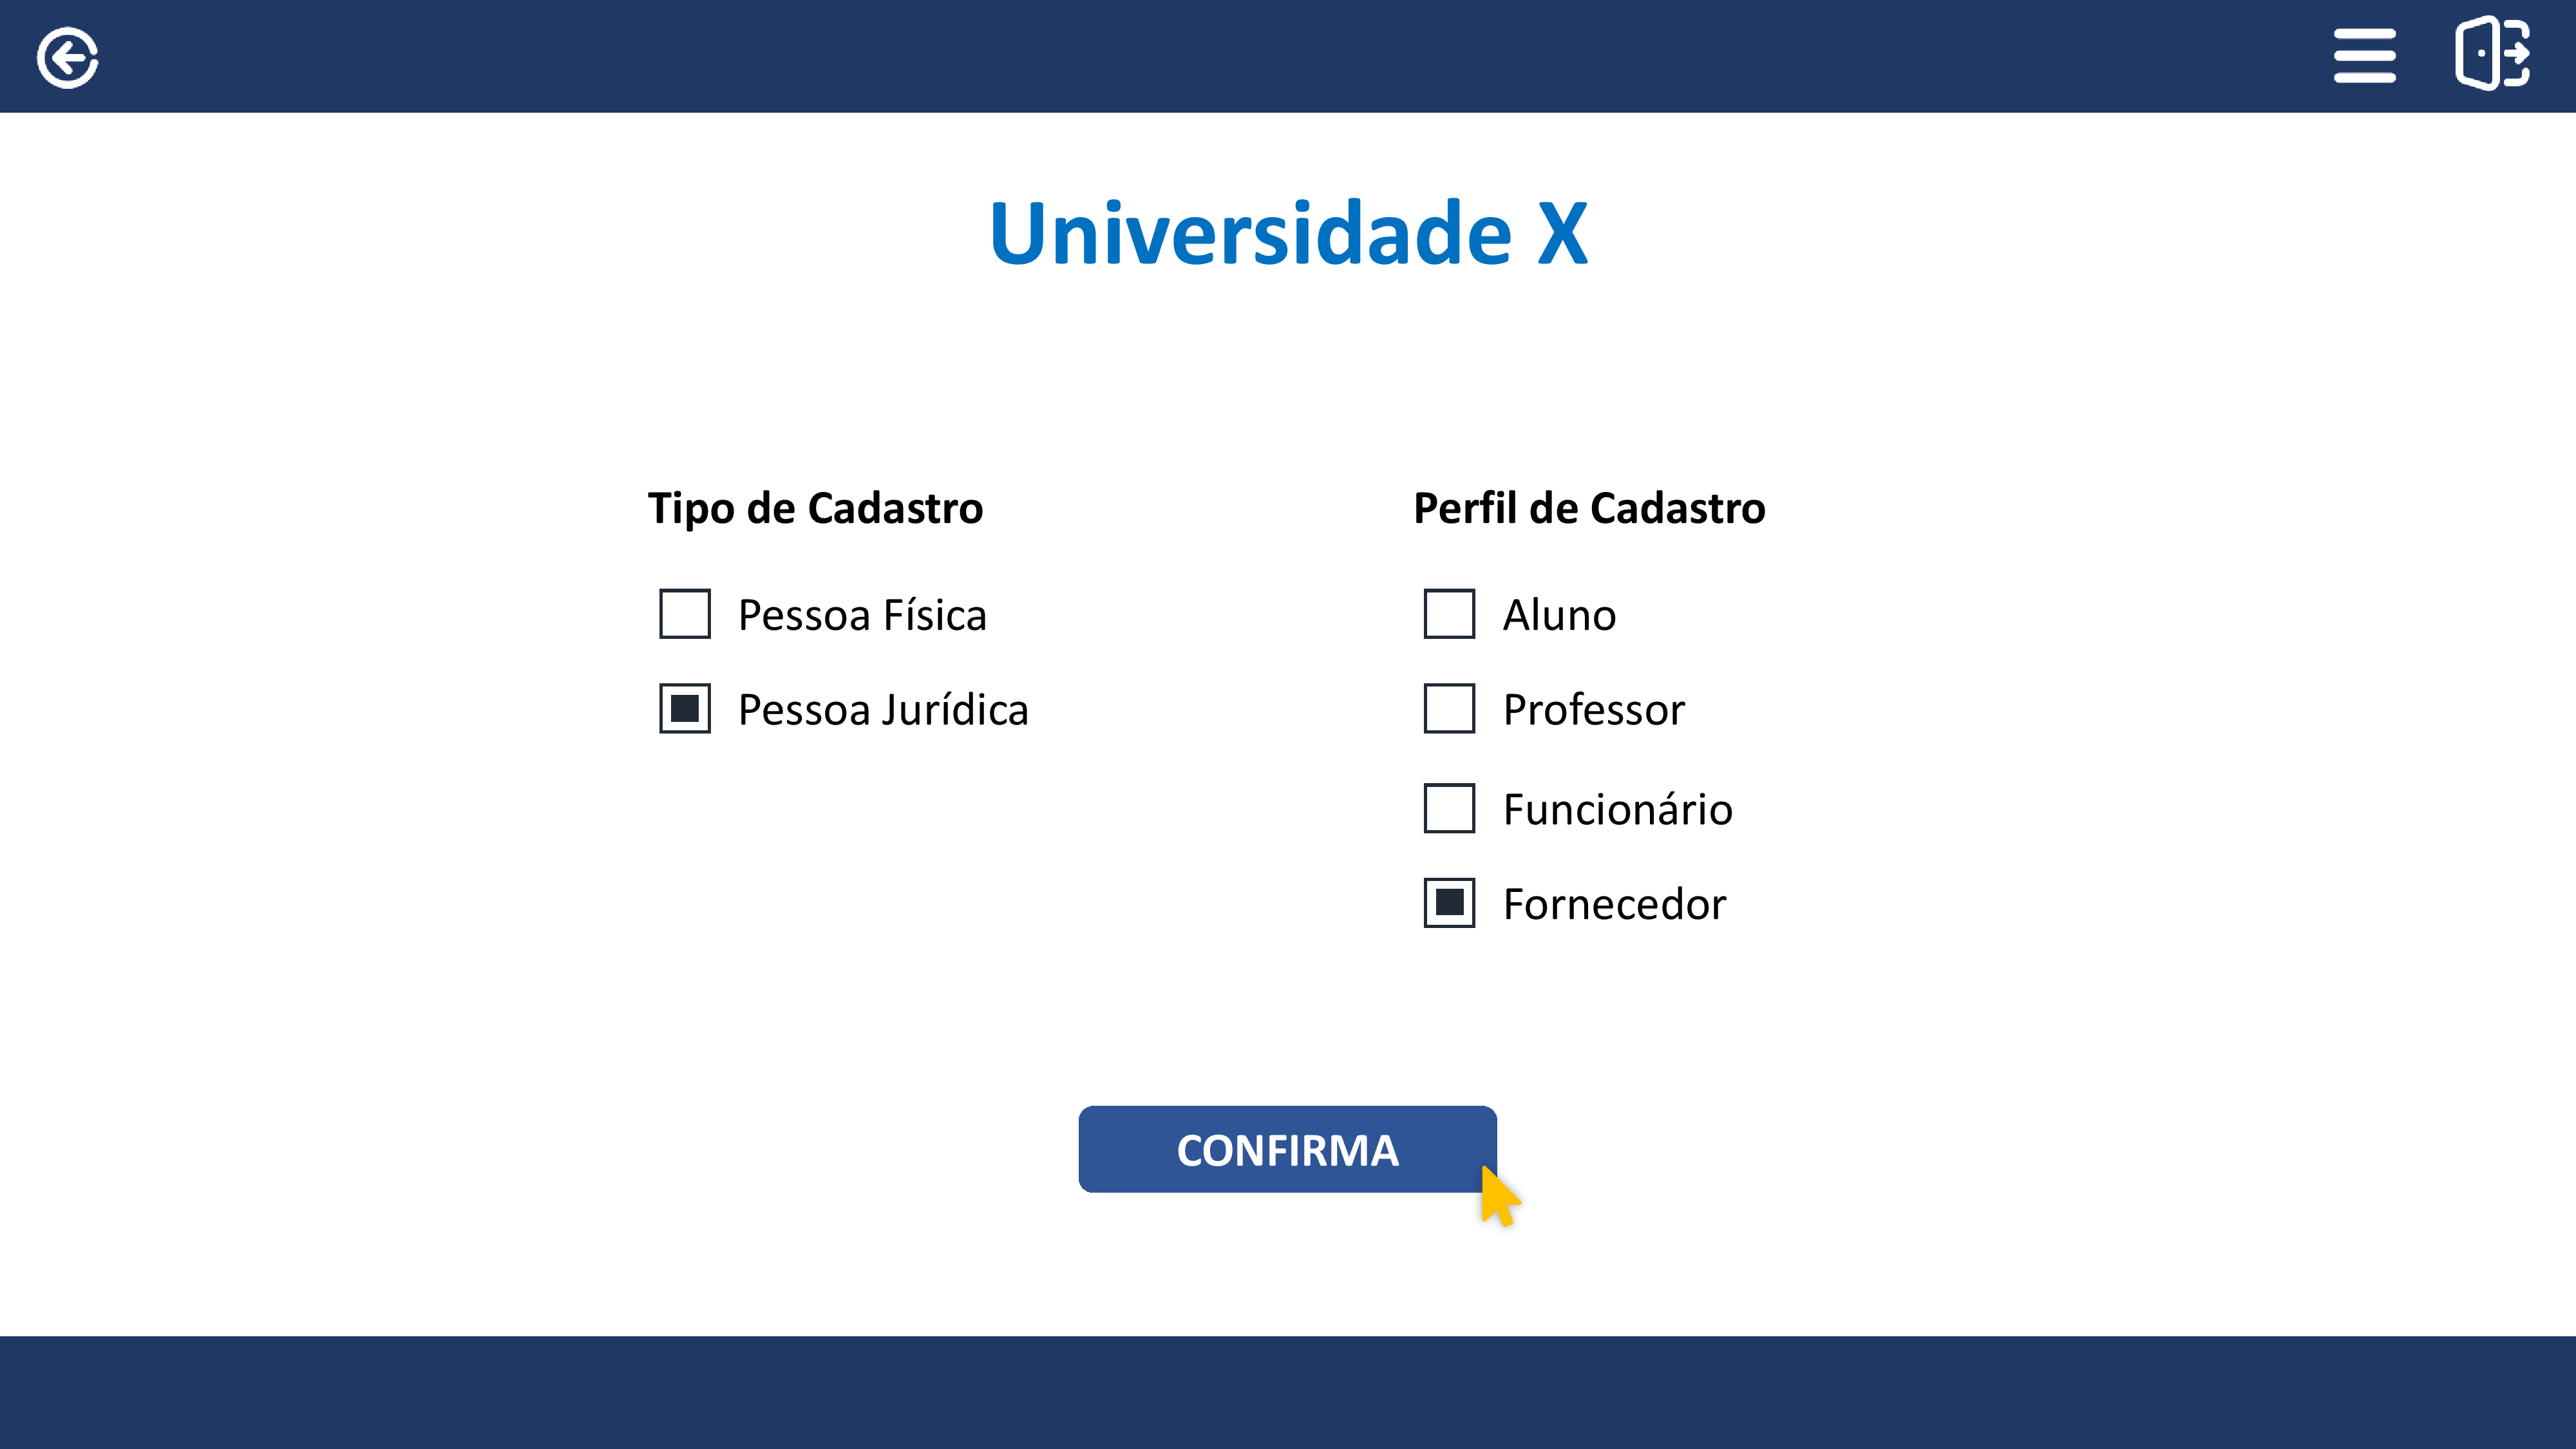 Universidade X
Tipo de Cadastro
Pessoa Física
Pessoa Jurídica
Perfil de Cadastro
Aluno
Professor
Funcionário
Fornecedor
CONFIRMA